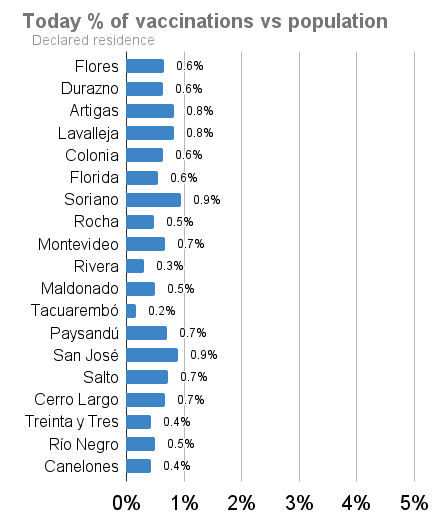 Today % of vaccinations vs population
Declared residence
Flores 0.6%
Durazno 0.6%
Artigas 0.8%
Lavalleja 0.8%
Colonia 0.6%
Florida 0.6%
Soriano 0.9%
Rocha 0.5%
Montevideo 0.7%
Rivera 0.3%
Maldonado 0.5%
Tacuarembó 0.2%
Paysandú 0.7%
San José 0.9%
Salto 0.7%
Cerro Largo 0.7%
Treinta y Tres 0.4%
Río Negro 0.5%
Canelones 0.4%
0% 1% 2% 3% 4% 5%